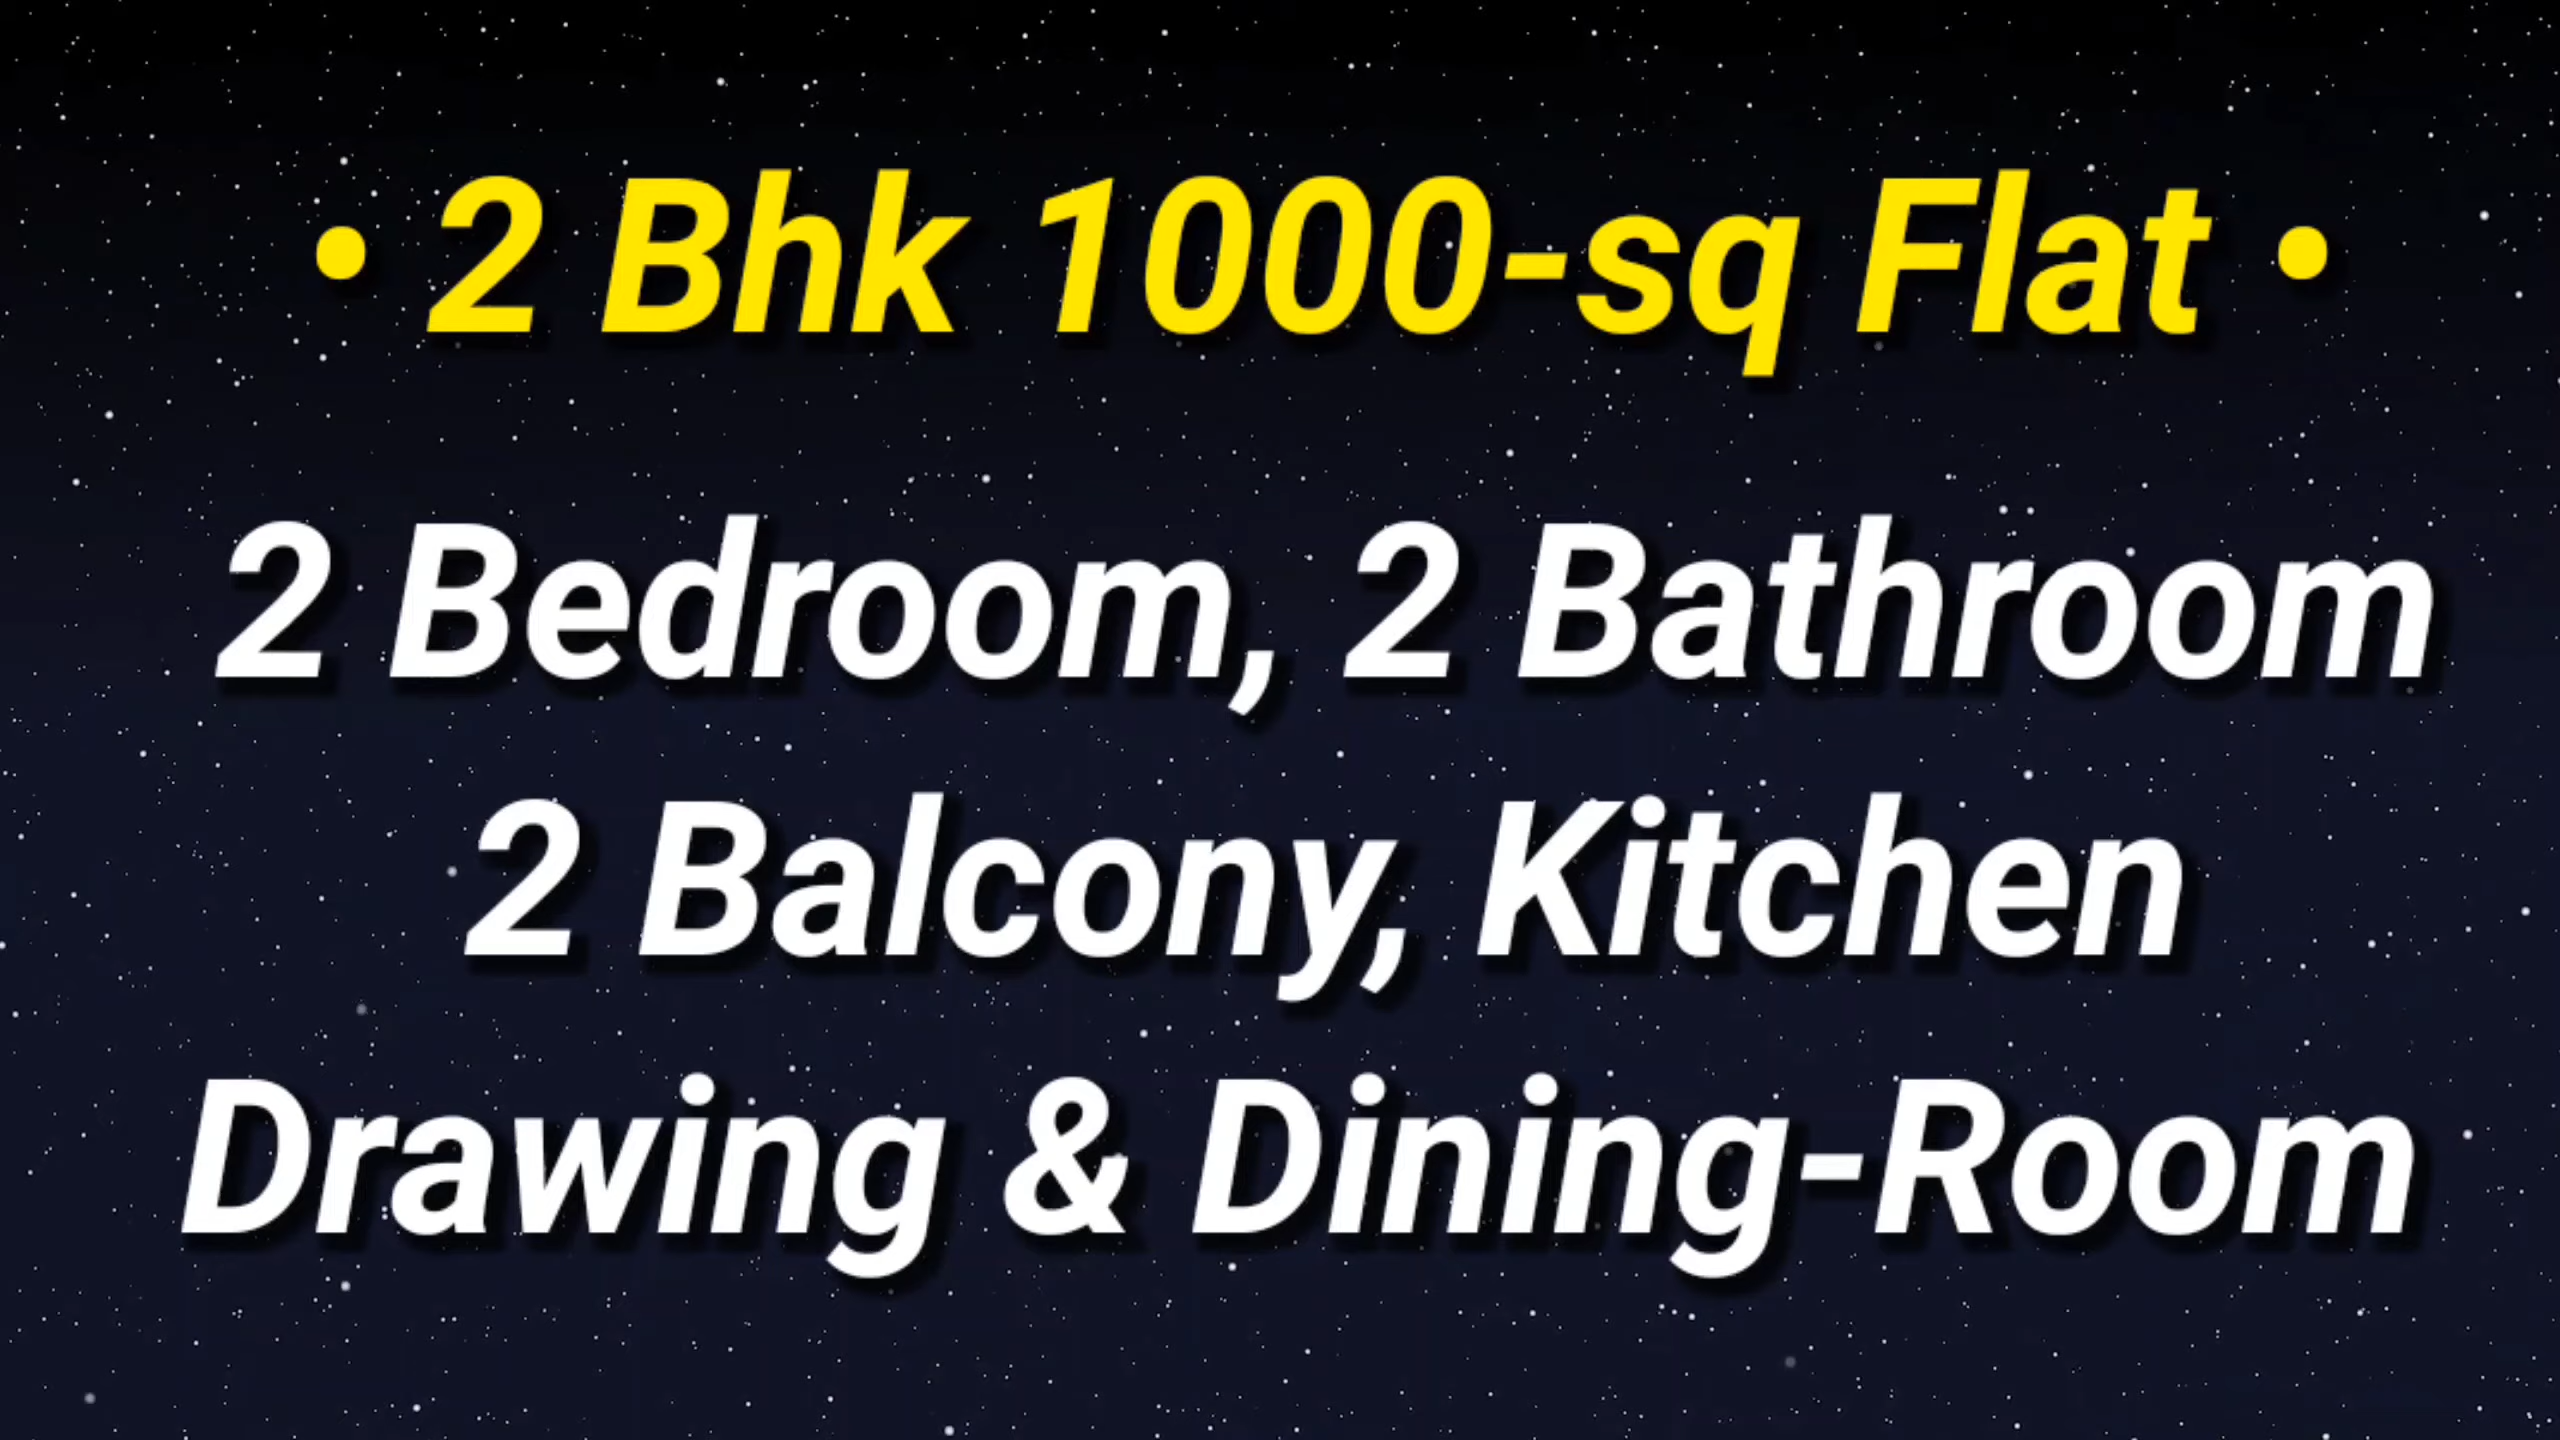 • 2 Bhk 1000-sq Flat •
2 Bedroom, 2 Bathroom
2 Balcony, Kitchen
Drawing & Dining-Room